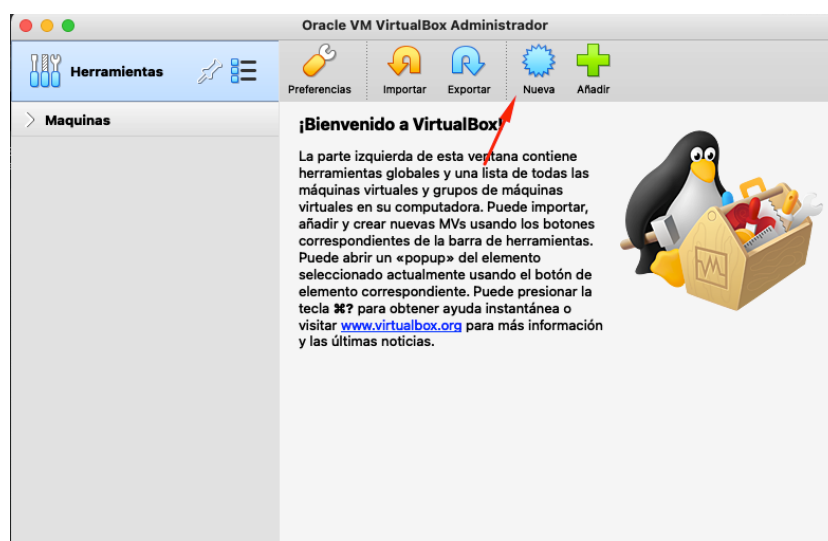 Oracle VM VirtualBox Administrador
Herramientas
Preferencias
Importar
Exportar
Nueva
Añadir
Maquinas
¡Bienvenido a VirtualBox!
La parte izquierda de esta ventana contiene
herramientas globales y una lista de todas las
máquinas virtuales y grupos de máquinas
virtuales en su computadora. Puede importar,
añadir y crear nuevas MVs usando los botones
correspondientes de la barra de herramientas.
Puede abrir un «popup» del elemento
seleccionado actualmente usando el botón de
elemento correspondiente. Puede presionar la
tecla ⌘? para obtener ayuda instantánea o
visitar www.virtualbox.org para más información
y las últimas noticias.